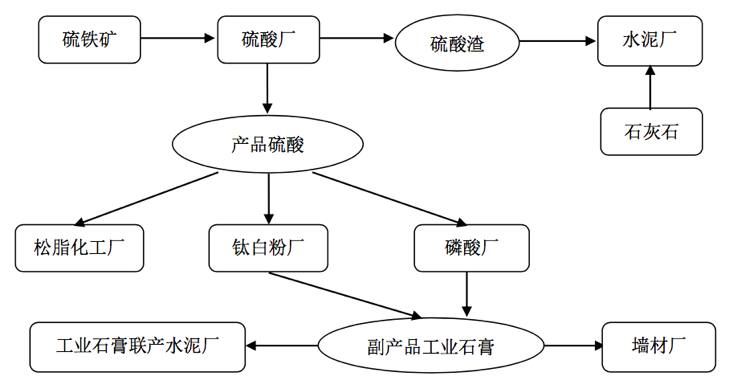 硫铁矿
硫酸厂
硫酸渣
水泥厂
石灰石
产品硫酸
松脂化工厂
钛白粉厂
磷酸厂
工业石膏联产水泥厂
副产品工业石膏
墙材厂